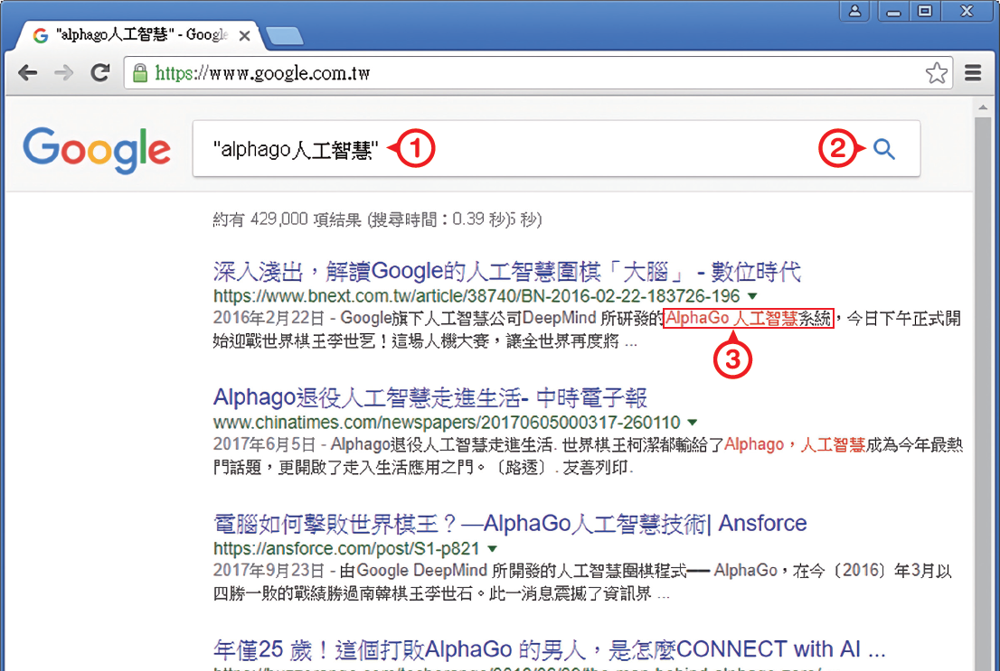 "alphago人工智慧" - Google
https://www.google.com.tw
Google
"alphago人工智慧"
1
2
約有 429,000 項結果 (搜尋時間：0.39 秒)5 秒)
深入淺出，解讀Google的人工智慧圍棋「大腦」 - 數位時代
https://www.bnext.com.tw/article/38740/BN-2016-02-22-183726-196
2016年2月22日 - Google旗下人工智慧公司DeepMind 所研發的AlphaGo 人工智慧系統，今日下午正式開
始迎戰世界棋王李世乭！這場人機大賽，讓全世界再度將 ...
3
Alphago退役人工智慧走進生活- 中時電子報
www.chinatimes.com/newspapers/20170605000317-260110
2017年6月5日 - Alphago退役人工智慧走進生活. 世界棋王柯潔都輸給了Alphago，人工智慧成為今年最熱
門話題，更開啟了走入生活應用之門。〔路透〕. 友善列印.
電腦如何擊敗世界棋王？—AlphaGo人工智慧技術| Ansforce
https://ansforce.com/post/S1-p821
2017年9月23日 - 由Google DeepMind 所開發的人工智慧圍棋程式━━ AlphaGo，在今〔2016〕年3月以
四勝一敗的戰績勝過南韓棋王李世石。此一消息震撼了資訊界 ...
年僅25 歲！這個打敗AlphaGo 的男人，是怎麼CONNECT with AI ...